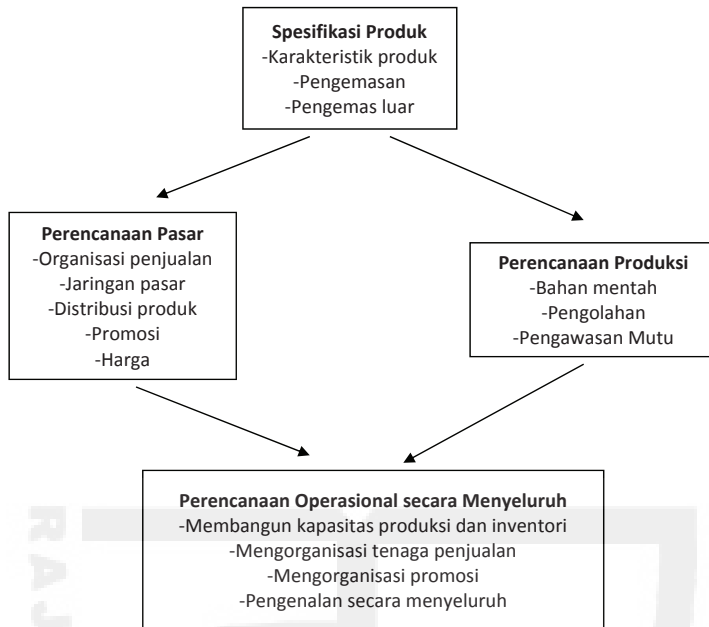 Spesifikasi Produk
-Karakteristik produk
-Pengemasan
-Pengemas luar
Perencanaan Pasar
-Organisasi penjualan
-Jaringan pasar
-Distribusi produk
-Promosi
-Harga
Perencanaan Produksi
-Bahan mentah
-Pengolahan
-Pengawasan Mutu
Perencanaan Operasional secara Menyeluruh
-Membangun kapasitas produksi dan inventori
-Mengorganisasi tenaga penjualan
-Mengorganisasi promosi
-Pengenalan secara menyeluruh
RAJ